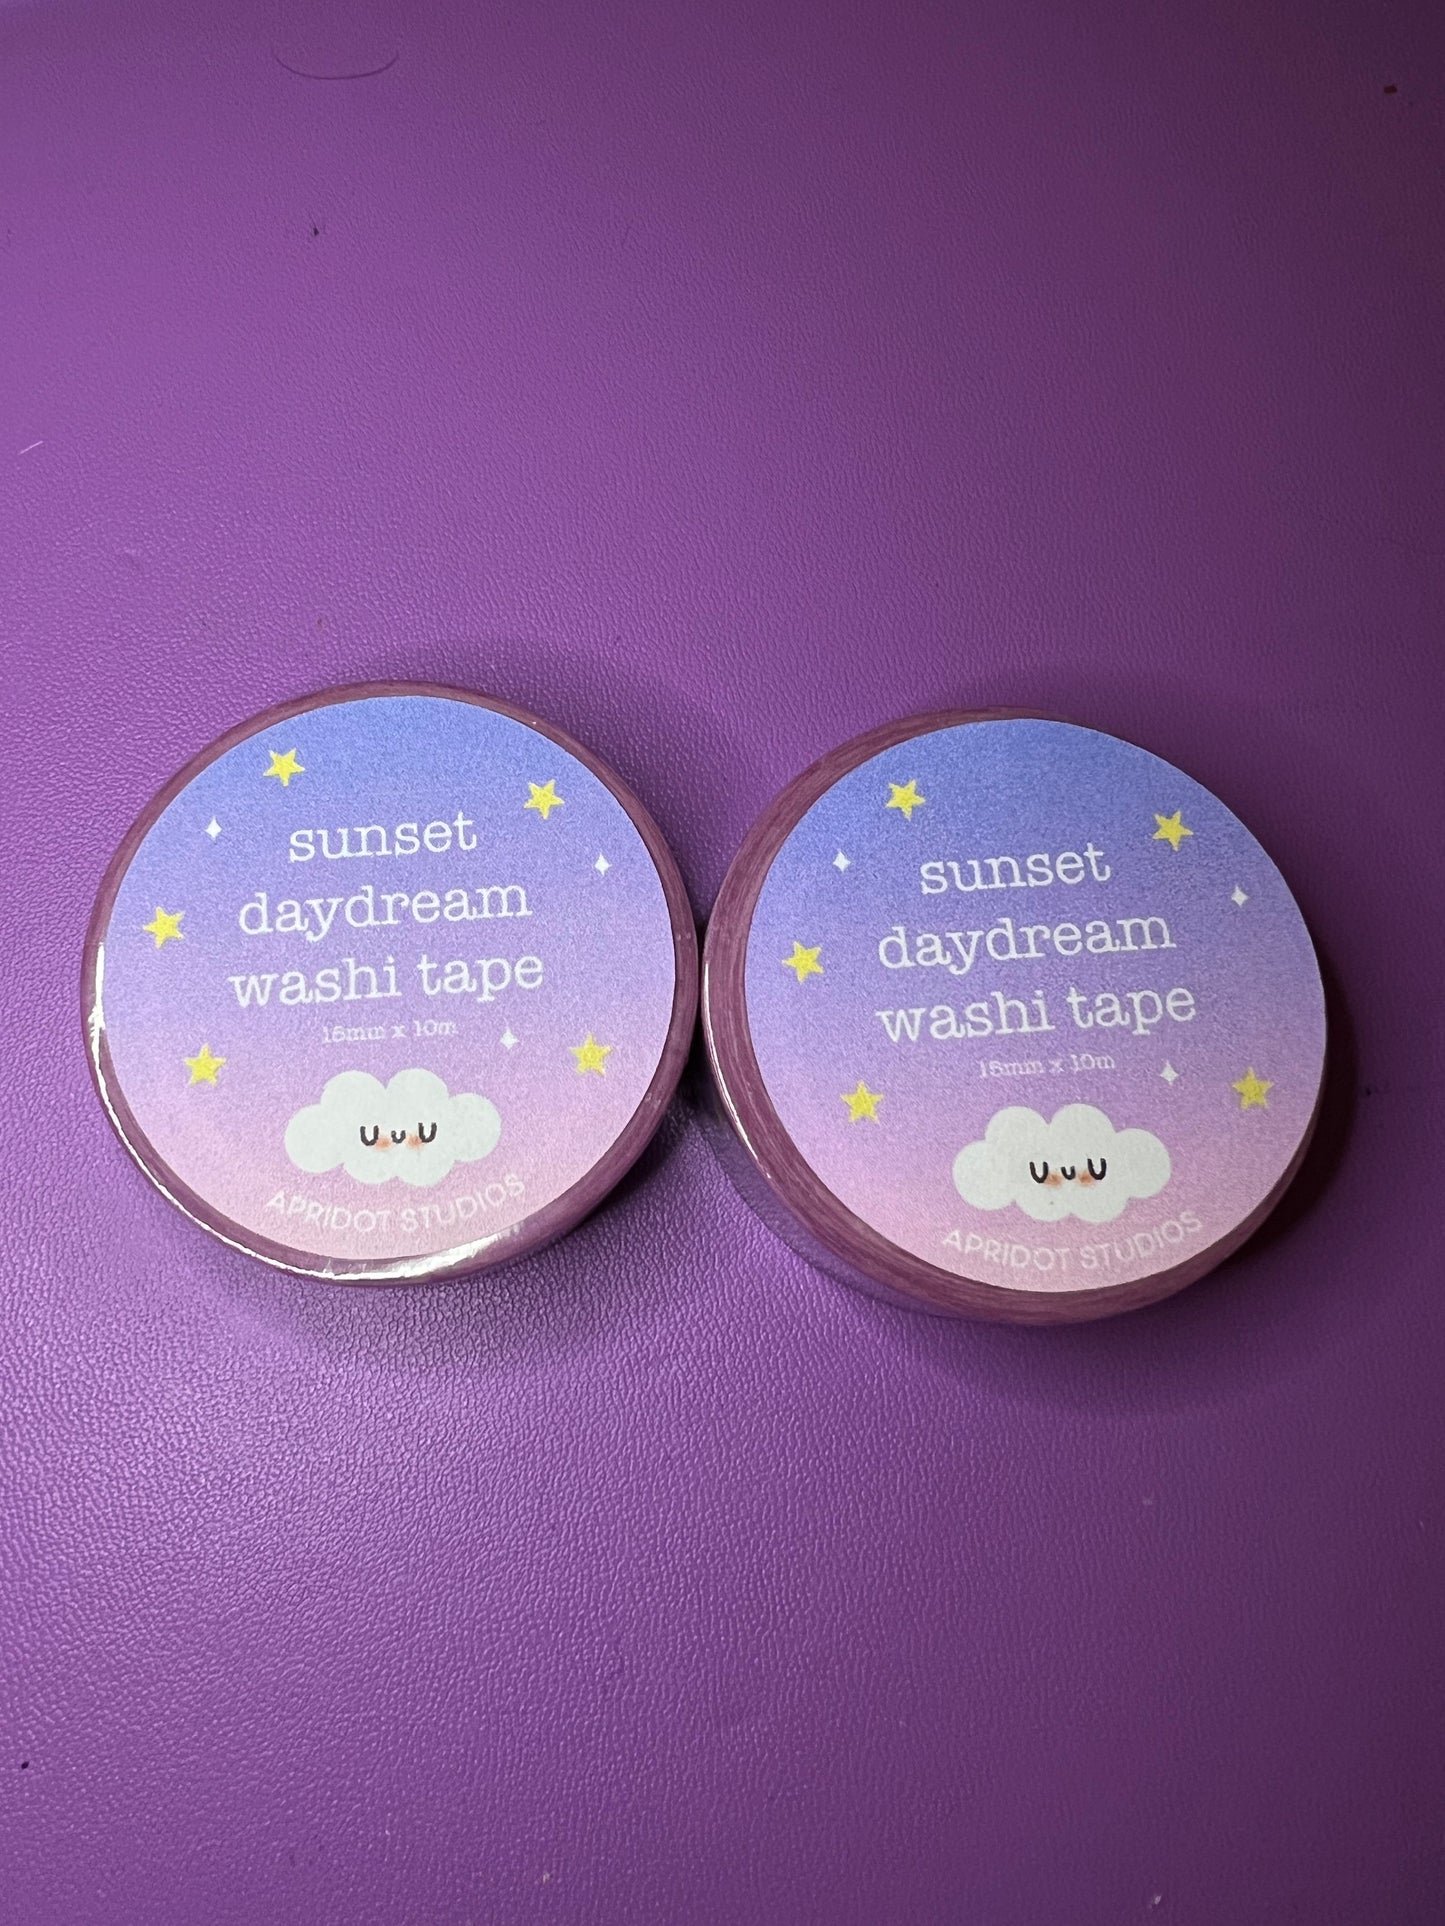 sunset
daydream
washi tape
15mm x 10m
APRIDOT STUDIOS
sunset
daydream
washi tape
15mm x 10m
APRIDOT STUDIOS